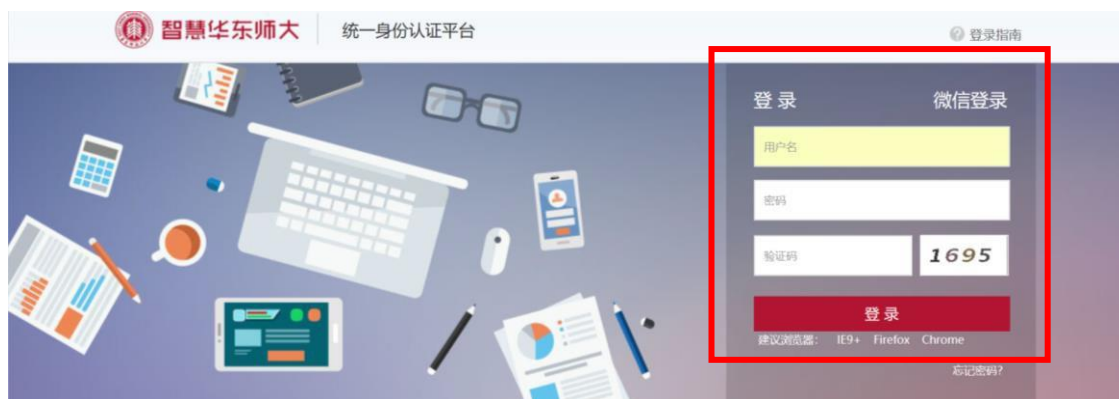 智慧华东师大 统一身份认证平台
登录指南
登 录 微信登录
用户名
密码
验证码 1695
登 录
建议浏览器： IE9+ Firefox Chrome
忘记密码?